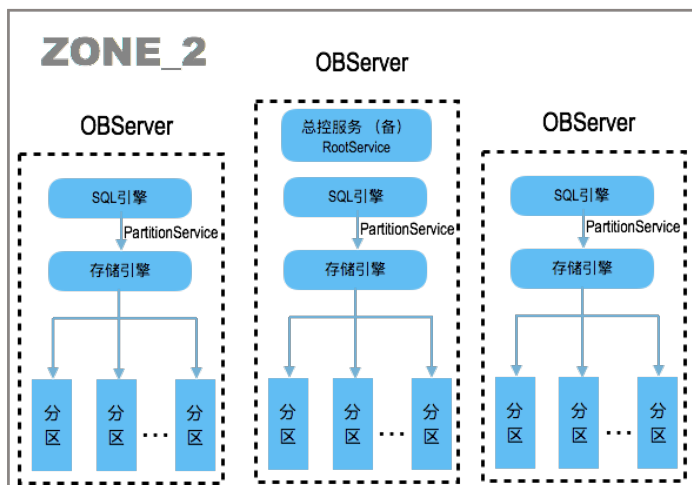 ZONE_2
OBServer
SQL引擎
PartitionService
存储引擎
分区
分区
...
分区
OBServer
总控服务 （备）
RootService
SQL引擎
PartitionService
存储引擎
分区
分区
...
分区
OBServer
SQL引擎
PartitionService
存储引擎
分区
分区
...
分区